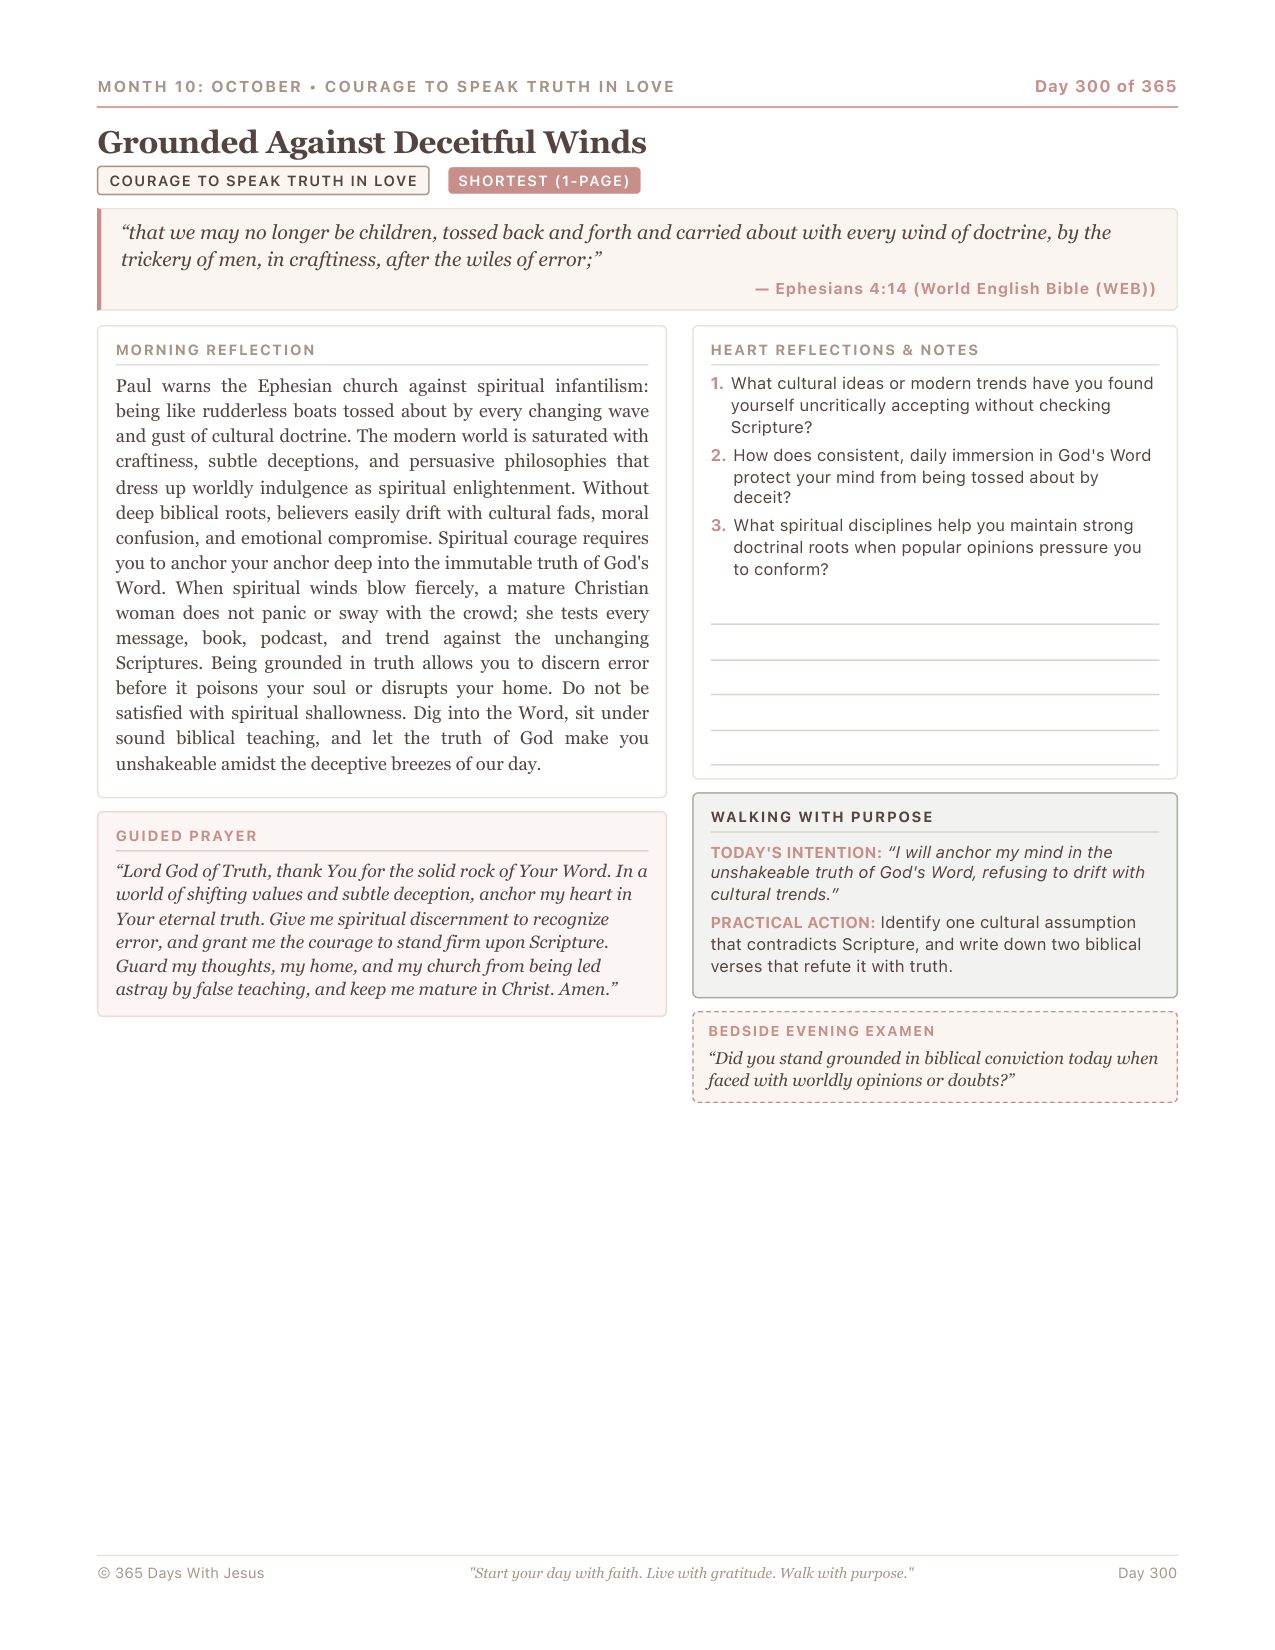 MONTH 10: OCTOBER • COURAGE TO SPEAK TRUTH IN LOVE
Day 300 of 365
Grounded Against Deceitful Winds
COURAGE TO SPEAK TRUTH IN LOVE
SHORTEST (1-PAGE)
“that we may no longer be children, tossed back and forth and carried about with every wind of doctrine, by the
trickery of men, in craftiness, after the wiles of error;”
— Ephesians 4:14 (World English Bible (WEB))
MORNING REFLECTION
Paul warns the Ephesian church against spiritual infantilism:
being like rudderless boats tossed about by every changing wave
and gust of cultural doctrine. The modern world is saturated with
craftiness, subtle deceptions, and persuasive philosophies that
dress up worldly indulgence as spiritual enlightenment. Without
deep biblical roots, believers easily drift with cultural fads, moral
confusion, and emotional compromise. Spiritual courage requires
you to anchor your anchor deep into the immutable truth of God's
Word. When spiritual winds blow fiercely, a mature Christian
woman does not panic or sway with the crowd; she tests every
message, book, podcast, and trend against the unchanging
Scriptures. Being grounded in truth allows you to discern error
before it poisons your soul or disrupts your home. Do not be
satisfied with spiritual shallowness. Dig into the Word, sit under
sound biblical teaching, and let the truth of God make you
unshakeable amidst the deceptive breezes of our day.
GUIDED PRAYER
“Lord God of Truth, thank You for the solid rock of Your Word. In a
world of shifting values and subtle deception, anchor my heart in
Your eternal truth. Give me spiritual discernment to recognize
error, and grant me the courage to stand firm upon Scripture.
Guard my thoughts, my home, and my church from being led
astray by false teaching, and keep me mature in Christ. Amen.”
HEART REFLECTIONS & NOTES
1. What cultural ideas or modern trends have you found
yourself uncritically accepting without checking
Scripture?
2. How does consistent, daily immersion in God's Word
protect your mind from being tossed about by
deceit?
3. What spiritual disciplines help you maintain strong
doctrinal roots when popular opinions pressure you
to conform?
WALKING WITH PURPOSE
TODAY'S INTENTION: “I will anchor my mind in the
unshakeable truth of God's Word, refusing to drift with
cultural trends.”
PRACTICAL ACTION: Identify one cultural assumption
that contradicts Scripture, and write down two biblical
verses that refute it with truth.
BEDSIDE EVENING EXAMEN
“Did you stand grounded in biblical conviction today when
faced with worldly opinions or doubts?”
© 365 Days With Jesus
"Start your day with faith. Live with gratitude. Walk with purpose."
Day 300